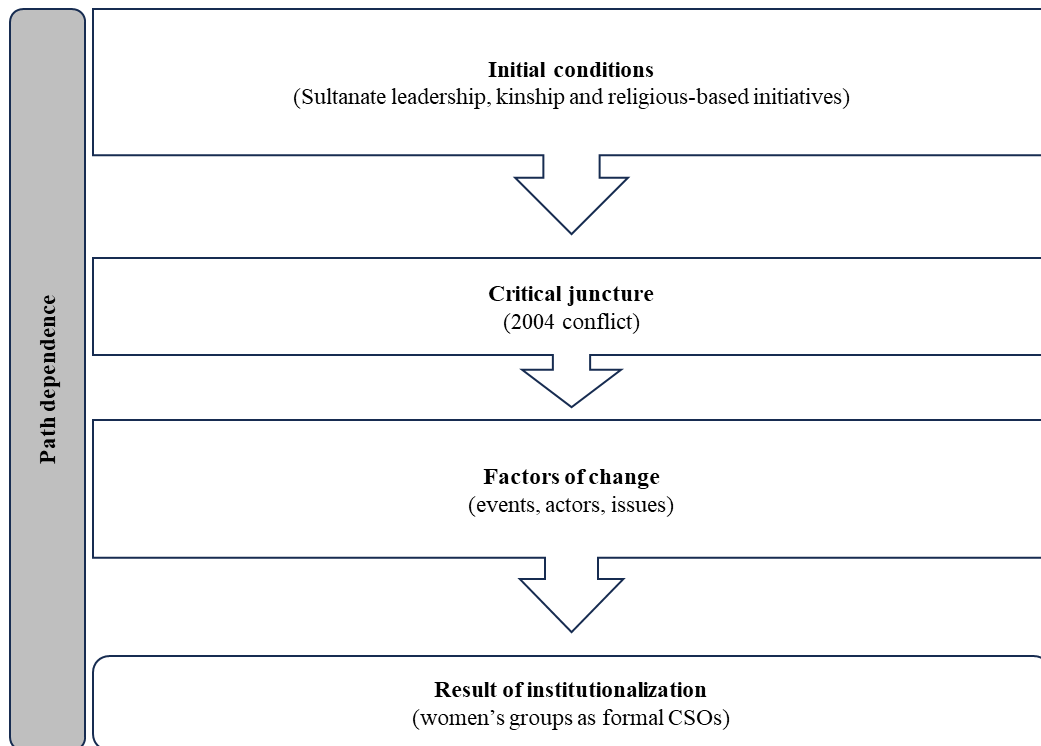 Path dependence
Initial conditions
(Sultanate leadership, kinship and religious-based initiatives)
Critical juncture
(2004 conflict)
Factors of change
(events, actors, issues)
Result of institutionalization
(women’s groups as formal CSOs)